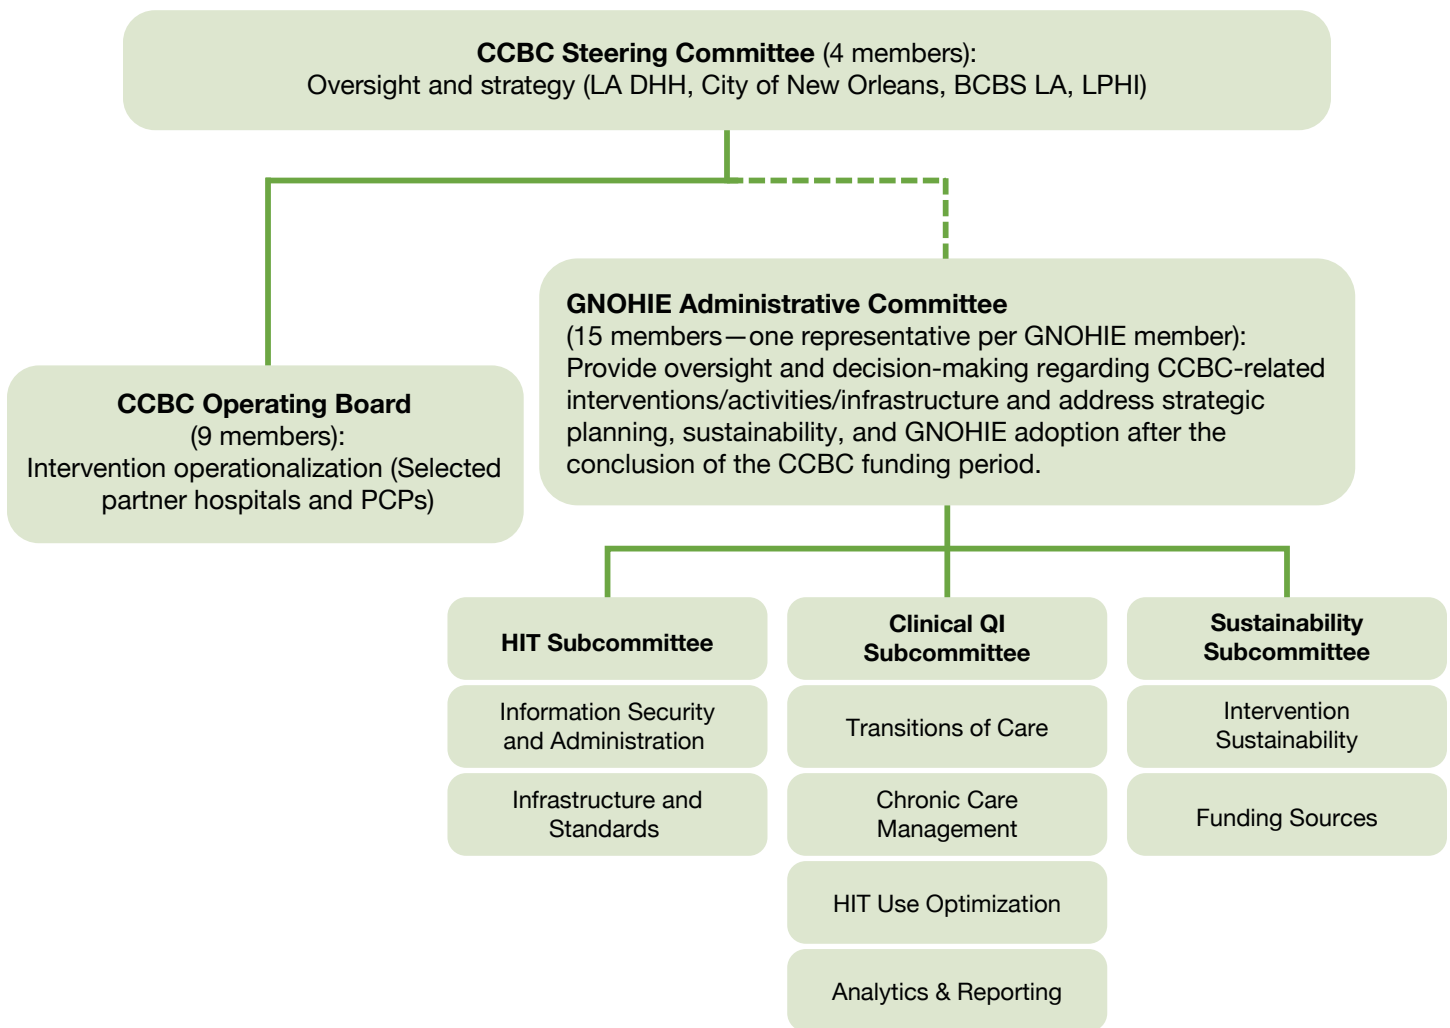 CCBC Steering Committee (4 members):
Oversight and strategy (LA DHH, City of New Orleans, BCBS LA, LPHI)
CCBC Operating Board
(9 members):
Intervention operationalization (Selected
partner hospitals and PCPs)
GNOHIE Administrative Committee
(15 members—one representative per GNOHIE member):
Provide oversight and decision-making regarding CCBC-related
interventions/activities/infrastructure and address strategic
planning, sustainability, and GNOHIE adoption after the
conclusion of the CCBC funding period.
HIT Subcommittee
Information Security
and Administration
Infrastructure and
Standards
Clinical QI
Subcommittee
Transitions of Care
Chronic Care
Management
HIT Use Optimization
Analytics & Reporting
Sustainability
Subcommittee
Intervention
Sustainability
Funding Sources